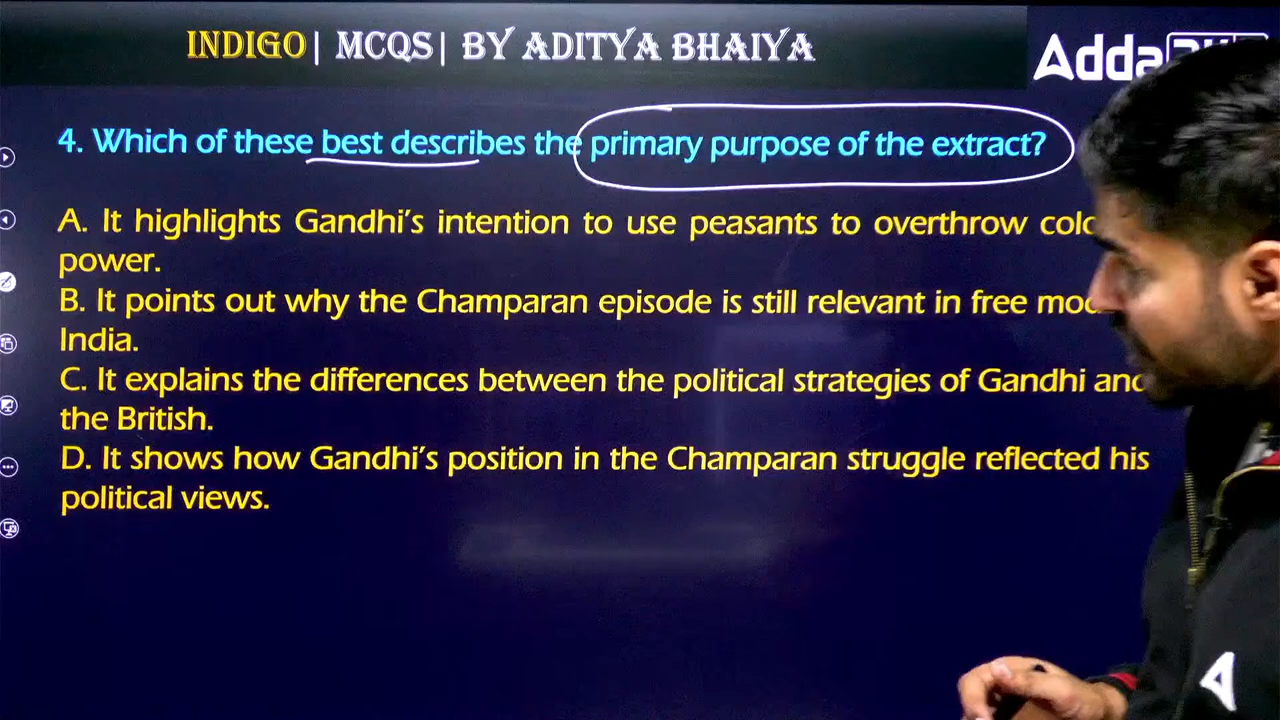 INDIGO| MCQS| BY ADITYA BHAIYA
Adda
4. Which of these best describes the primary purpose of the extract?
A. It highlights Gandhi's intention to use peasants to overthrow
power.
B. It points out why the Champaran episode is still relevant in free
India.
C. It explains the differences between the political strategies of Gandhi and
the British.
D. It shows how Gandhi's position in the Champaran struggle reflected his
political views.